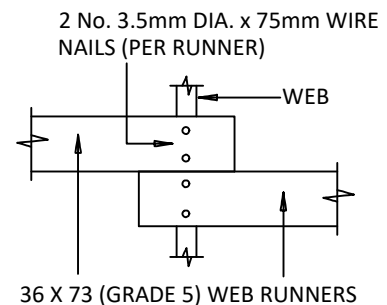 2 No. 3.5mm DIA. x 75mm WIRE
NAILS (PER RUNNER)
WEB
36 X 73 (GRADE 5) WEB RUNNERS